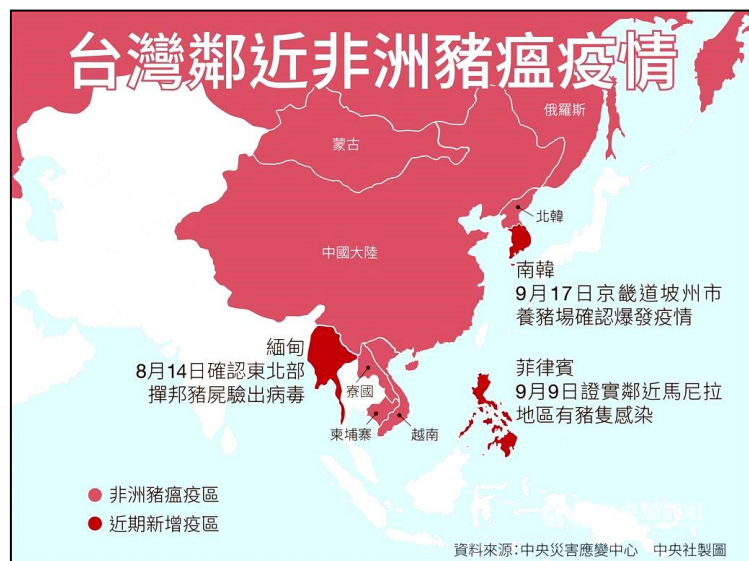 台灣鄰近非洲豬瘟疫情
俄羅斯
蒙古
北韓
中國大陸
南韓
9月17日京畿道坡州市
養豬場確認爆發疫情
緬甸
8月14日確認東北部
撣邦豬屍驗出病毒
寮國
柬埔寨
越南
菲律賓
9月9日證實鄰近馬尼拉
地區有豬隻感染
非洲豬瘟疫區
近期新增疫區
資料來源:中央災害應變中心 中央社製圖